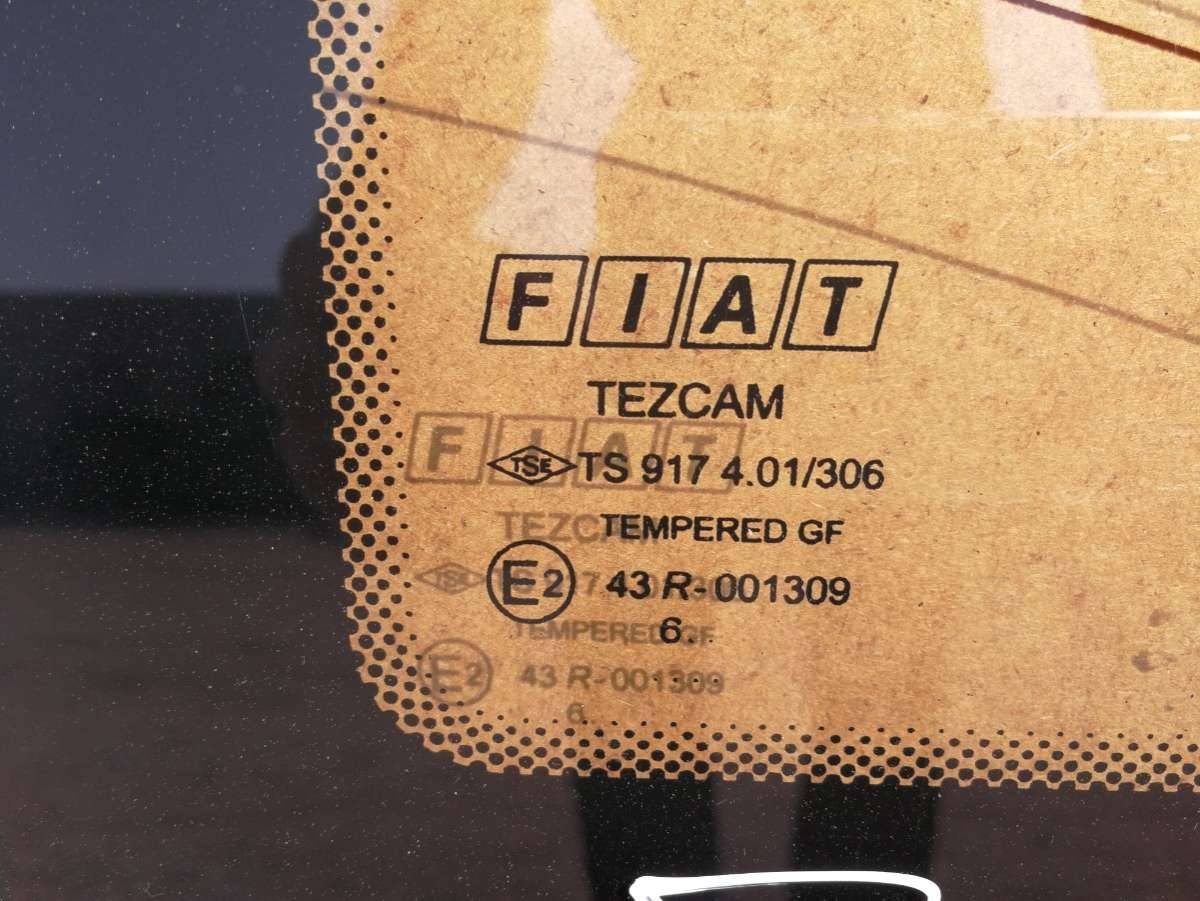 FIAT
TEZCAM
TSE TS 917 4.01/306
TEMPERED GF
E2 43 R-001309
6..